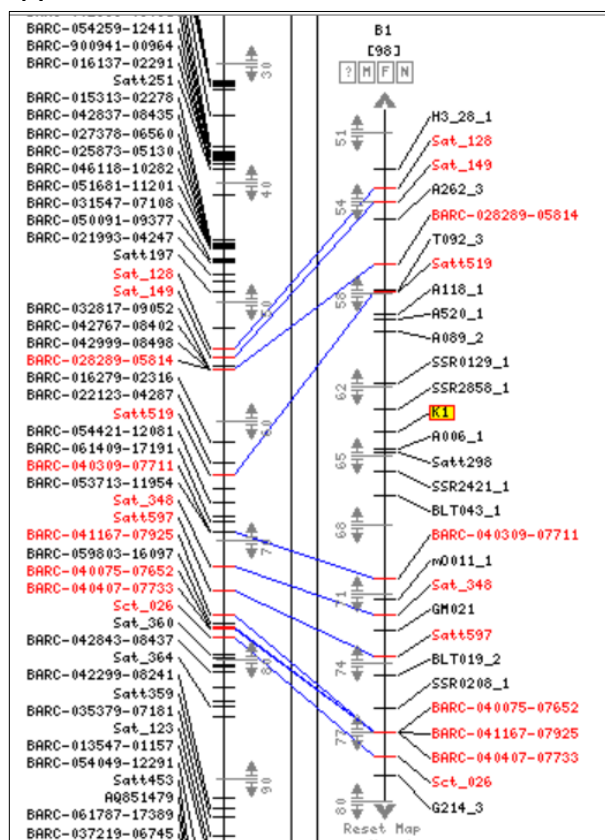 BARC-054259-12411
BARC-900941-00964
BARC-016137-02291
Satt251
BARC-015313-02278
BARC-042837-08435
BARC-027378-06560
BARC-025873-05130
BARC-046118-10282
BARC-051681-11201
BARC-031547-07108
BARC-050091-09377
BARC-021993-04247
Satt197
Sat_128
Sat_149
BARC-032817-09052
BARC-042767-08402
BARC-042999-08498
BARC-028289-05814
BARC-016279-02316
BARC-022123-04287
Satt519
BARC-054421-12081
BARC-061409-17191
BARC-040309-07711
BARC-053713-11954
Sat_348
Satt597
BARC-041167-07925
BARC-059803-16097
BARC-040075-07652
BARC-040407-07733
Sct_026
Sat_360
BARC-042843-08437
Sat_364
BARC-042299-08241
Satt359
BARC-035379-07181
Sat_123
BARC-013547-01157
BARC-054049-12291
Satt453
AQ851479
BARC-061787-17389
BARC-037219-06745
30
40
90
B1
[98]
? M F N
51
54
58
62
65
68
71
74
77
80
H3_28_1
Sat_128
Sat_149
A262_3
BARC-028289-05814
T092_3
Satt519
A118_1
A520_1
A089_2
SSR0129_1
SSR2858_1
K1
A006_1
Satt298
SSR2421_1
BLT043_1
BARC-040309-07711
mO011_1
Sat_348
GM021
Satt597
BLT019_2
SSR0208_1
BARC-040075-07652
BARC-041167-07925
BARC-040407-07733
Sct_026
G214_3
Reset Map